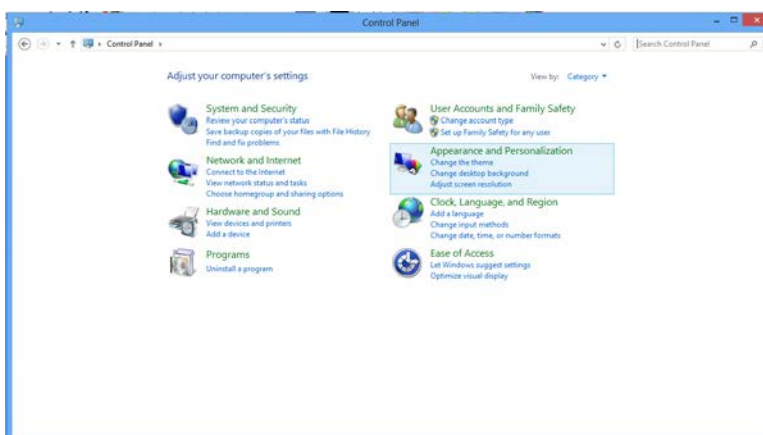 Control Panel
Control Panel
Search Control Panel
Adjust your computer's settings
View by: Category
System and Security
Review your computer's status
Save backup copies of your files with File History
Find and fix problems
Network and Internet
Connect to the Internet
View network status and tasks
Choose homegroup and sharing options
Hardware and Sound
View devices and printers
Add a device
Programs
Uninstall a program
User Accounts and Family Safety
Change account type
Set up Family Safety for any user
Appearance and Personalization
Change the theme
Change desktop background
Adjust screen resolution
Clock, Language, and Region
Add a language
Change input methods
Change date, time, or number formats
Ease of Access
Let Windows suggest settings
Optimize visual display